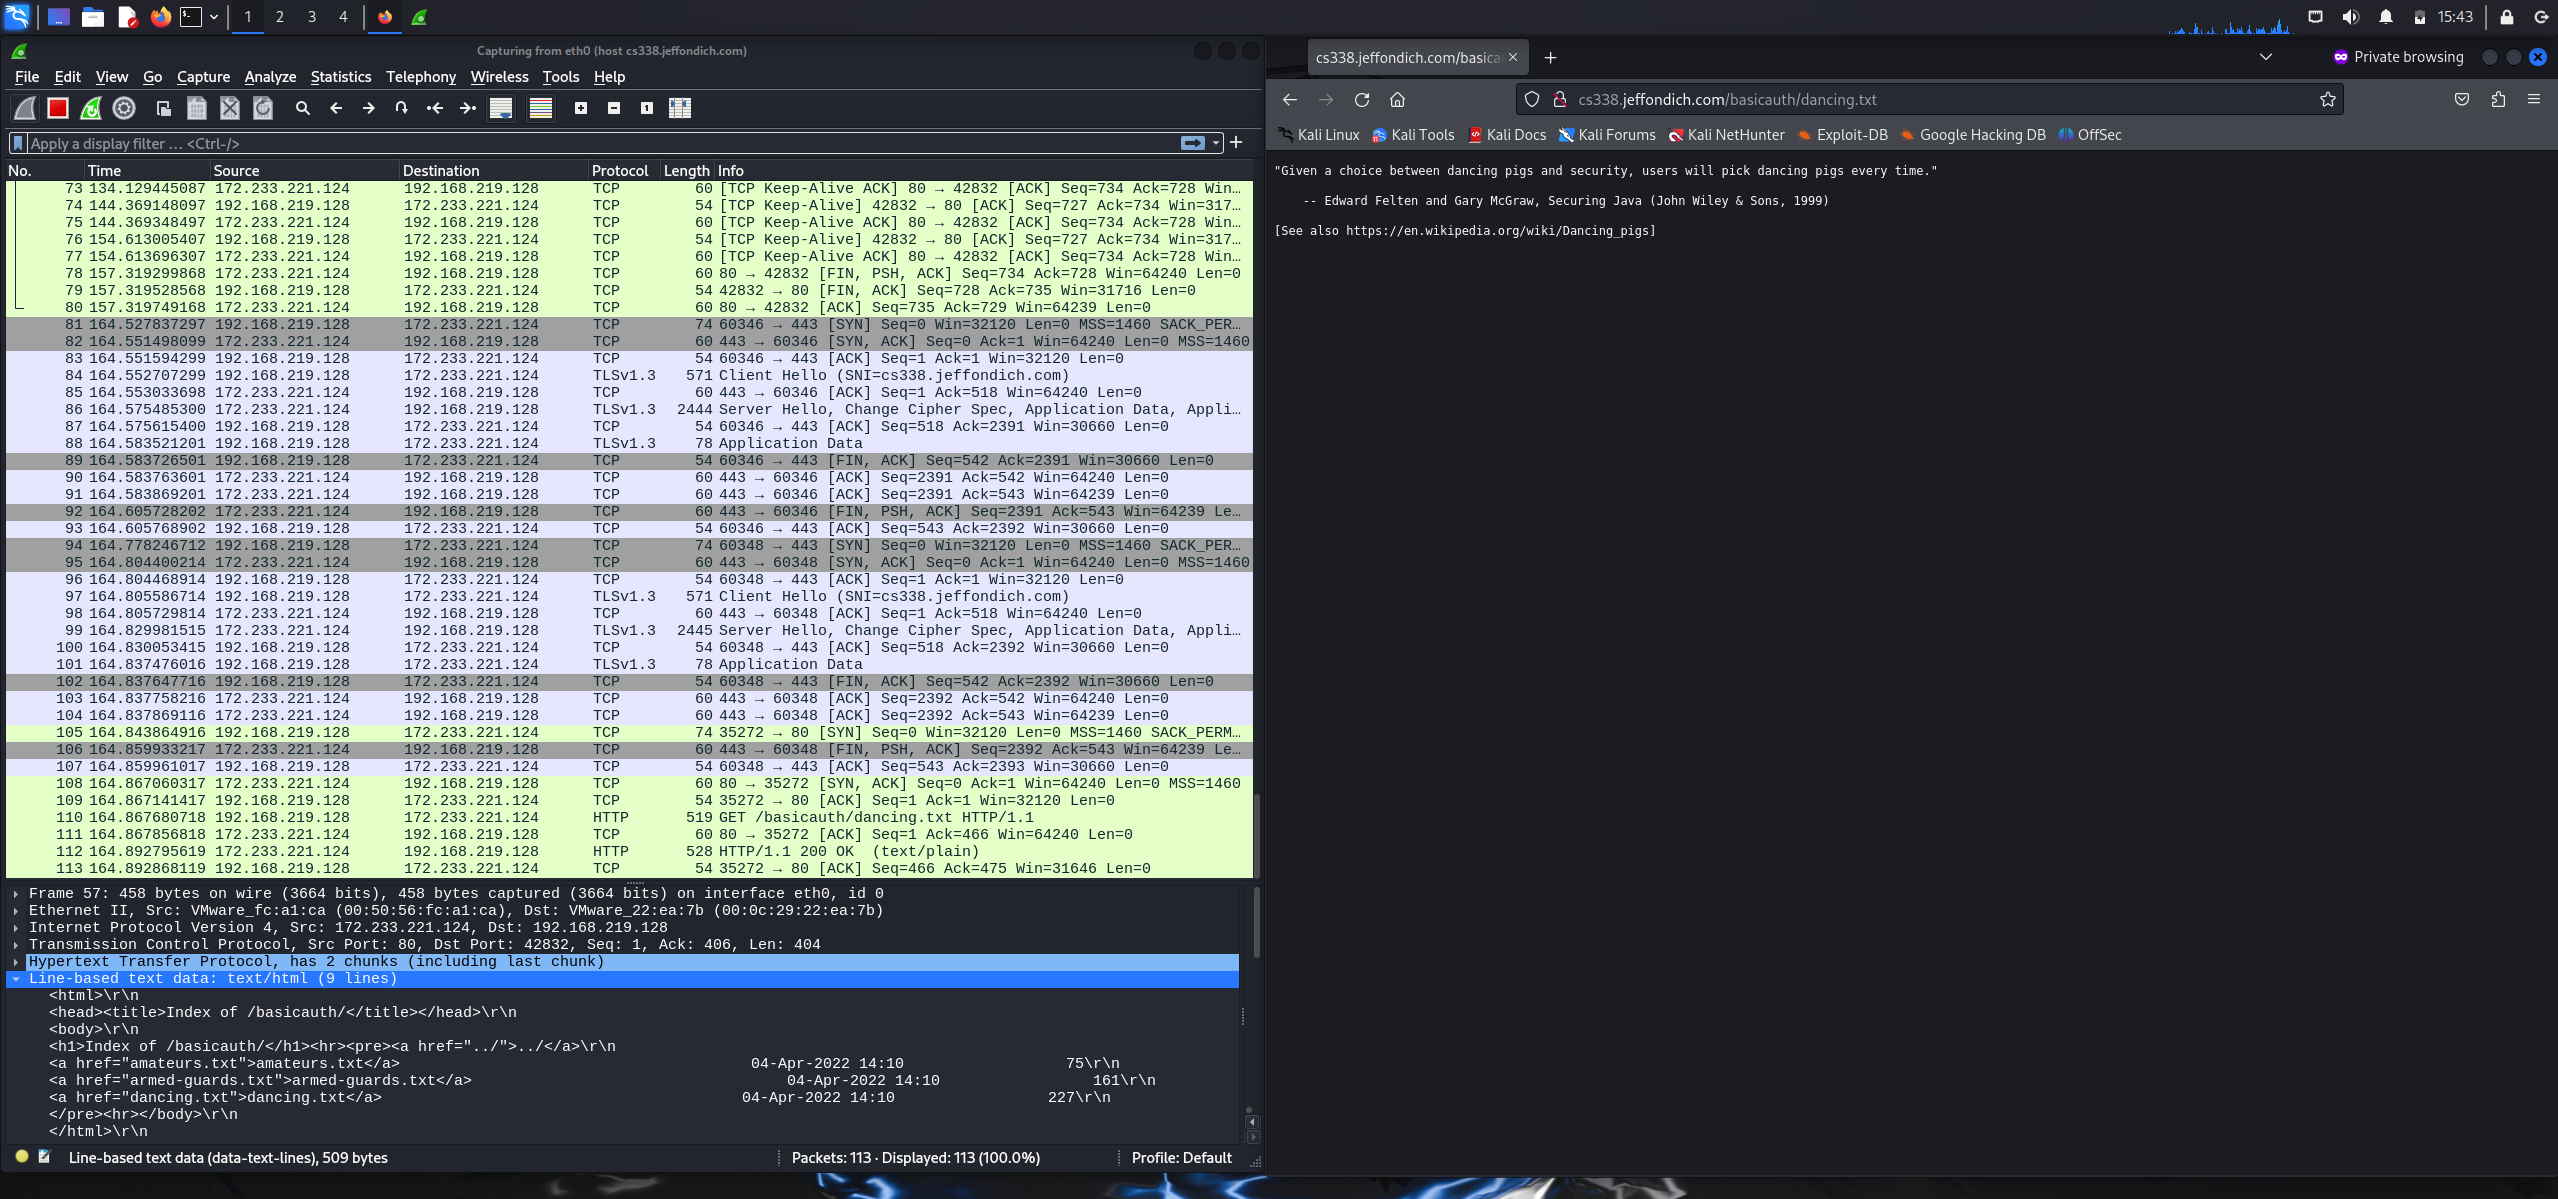 1 2 3 4 15:43
Capturing from eth0 (host cs338.jeffondich.com)
File Edit View Go Capture Analyze Statistics Telephony Wireless Tools Help
Apply a display filter ... <Ctrl-/>
No. Time Source Destination Protocol Length Info
73 134.129445087 172.233.221.124 192.168.219.128 TCP 60 [TCP Keep-Alive ACK] 80 → 42832 [ACK] Seq=734 Ack=728 Win…
74 144.369148097 192.168.219.128 172.233.221.124 TCP 54 [TCP Keep-Alive] 42832 → 80 [ACK] Seq=727 Ack=734 Win=317…
75 144.369348497 172.233.221.124 192.168.219.128 TCP 60 [TCP Keep-Alive ACK] 80 → 42832 [ACK] Seq=734 Ack=728 Win…
76 154.613005407 192.168.219.128 172.233.221.124 TCP 54 [TCP Keep-Alive] 42832 → 80 [ACK] Seq=727 Ack=734 Win=317…
77 154.613696307 172.233.221.124 192.168.219.128 TCP 60 [TCP Keep-Alive ACK] 80 → 42832 [ACK] Seq=734 Ack=728 Win…
78 157.319299868 172.233.221.124 192.168.219.128 TCP 60 80 → 42832 [FIN, PSH, ACK] Seq=734 Ack=728 Win=64240 Len=0
79 157.319528568 192.168.219.128 172.233.221.124 TCP 54 42832 → 80 [FIN, ACK] Seq=728 Ack=735 Win=31716 Len=0
80 157.319749168 172.233.221.124 192.168.219.128 TCP 60 80 → 42832 [ACK] Seq=735 Ack=729 Win=64239 Len=0
81 164.527837297 192.168.219.128 172.233.221.124 TCP 74 60346 → 443 [SYN] Seq=0 Win=32120 Len=0 MSS=1460 SACK_PER…
82 164.551498099 172.233.221.124 192.168.219.128 TCP 60 443 → 60346 [SYN, ACK] Seq=0 Ack=1 Win=64240 Len=0 MSS=1460
83 164.551594299 192.168.219.128 172.233.221.124 TCP 54 60346 → 443 [ACK] Seq=1 Ack=1 Win=32120 Len=0
84 164.552707299 192.168.219.128 172.233.221.124 TLSv1.3 571 Client Hello (SNI=cs338.jeffondich.com)
85 164.553033698 172.233.221.124 192.168.219.128 TCP 60 443 → 60346 [ACK] Seq=1 Ack=518 Win=64240 Len=0
86 164.575485300 172.233.221.124 192.168.219.128 TLSv1.3 2444 Server Hello, Change Cipher Spec, Application Data, Appli…
87 164.575615400 192.168.219.128 172.233.221.124 TCP 54 60346 → 443 [ACK] Seq=518 Ack=2391 Win=30660 Len=0
88 164.583521201 192.168.219.128 172.233.221.124 TLSv1.3 78 Application Data
89 164.583726501 192.168.219.128 172.233.221.124 TCP 54 60346 → 443 [FIN, ACK] Seq=542 Ack=2391 Win=30660 Len=0
90 164.583763601 172.233.221.124 192.168.219.128 TCP 60 443 → 60346 [ACK] Seq=2391 Ack=542 Win=64240 Len=0
91 164.583869201 172.233.221.124 192.168.219.128 TCP 60 443 → 60346 [ACK] Seq=2391 Ack=543 Win=64239 Len=0
92 164.605728202 172.233.221.124 192.168.219.128 TCP 60 443 → 60346 [FIN, PSH, ACK] Seq=2391 Ack=543 Win=64239 Le…
93 164.605768902 192.168.219.128 172.233.221.124 TCP 54 60346 → 443 [ACK] Seq=543 Ack=2392 Win=30660 Len=0
94 164.778246712 192.168.219.128 172.233.221.124 TCP 74 60348 → 443 [SYN] Seq=0 Win=32120 Len=0 MSS=1460 SACK_PER…
95 164.804400214 172.233.221.124 192.168.219.128 TCP 60 443 → 60348 [SYN, ACK] Seq=0 Ack=1 Win=64240 Len=0 MSS=1460
96 164.804468914 192.168.219.128 172.233.221.124 TCP 54 60348 → 443 [ACK] Seq=1 Ack=1 Win=32120 Len=0
97 164.805586714 192.168.219.128 172.233.221.124 TLSv1.3 571 Client Hello (SNI=cs338.jeffondich.com)
98 164.805729814 172.233.221.124 192.168.219.128 TCP 60 443 → 60348 [ACK] Seq=1 Ack=518 Win=64240 Len=0
99 164.829981515 172.233.221.124 192.168.219.128 TLSv1.3 2445 Server Hello, Change Cipher Spec, Application Data, Appli…
100 164.830053415 192.168.219.128 172.233.221.124 TCP 54 60348 → 443 [ACK] Seq=518 Ack=2392 Win=30660 Len=0
101 164.837476016 192.168.219.128 172.233.221.124 TLSv1.3 78 Application Data
102 164.837647716 192.168.219.128 172.233.221.124 TCP 54 60348 → 443 [FIN, ACK] Seq=542 Ack=2392 Win=30660 Len=0
103 164.837758216 172.233.221.124 192.168.219.128 TCP 60 443 → 60348 [ACK] Seq=2392 Ack=542 Win=64240 Len=0
104 164.837869116 172.233.221.124 192.168.219.128 TCP 60 443 → 60348 [ACK] Seq=2392 Ack=543 Win=64239 Len=0
105 164.843864916 192.168.219.128 172.233.221.124 TCP 74 35272 → 80 [SYN] Seq=0 Win=32120 Len=0 MSS=1460 SACK_PERM…
106 164.859933217 172.233.221.124 192.168.219.128 TCP 60 443 → 60348 [FIN, PSH, ACK] Seq=2392 Ack=543 Win=64239 Le…
107 164.859961017 192.168.219.128 172.233.221.124 TCP 54 60348 → 443 [ACK] Seq=543 Ack=2393 Win=30660 Len=0
108 164.867060317 172.233.221.124 192.168.219.128 TCP 60 80 → 35272 [SYN, ACK] Seq=0 Ack=1 Win=64240 Len=0 MSS=1460
109 164.867141417 192.168.219.128 172.233.221.124 TCP 54 35272 → 80 [ACK] Seq=1 Ack=1 Win=32120 Len=0
110 164.867680718 192.168.219.128 172.233.221.124 HTTP 519 GET /basicauth/dancing.txt HTTP/1.1
111 164.867856818 172.233.221.124 192.168.219.128 TCP 60 80 → 35272 [ACK] Seq=1 Ack=466 Win=64240 Len=0
112 164.892795619 172.233.221.124 192.168.219.128 HTTP 528 HTTP/1.1 200 OK (text/plain)
113 164.892868119 192.168.219.128 172.233.221.124 TCP 54 35272 → 80 [ACK] Seq=466 Ack=475 Win=31646 Len=0
Frame 57: 458 bytes on wire (3664 bits), 458 bytes captured (3664 bits) on interface eth0, id 0
Ethernet II, Src: VMware_fc:a1:ca (00:50:56:fc:a1:ca), Dst: VMware_22:ea:7b (00:0c:29:22:ea:7b)
Internet Protocol Version 4, Src: 172.233.221.124, Dst: 192.168.219.128
Transmission Control Protocol, Src Port: 80, Dst Port: 42832, Seq: 1, Ack: 406, Len: 404
Hypertext Transfer Protocol, has 2 chunks (including last chunk)
Line-based text data: text/html (9 lines)
<html>\r\n
<head><title>Index of /basicauth/</title></head>\r\n
<body>\r\n
<h1>Index of /basicauth/</h1><hr><pre><a href="../">../</a>\r\n
<a href="amateurs.txt">amateurs.txt</a> 04-Apr-2022 14:10 75\r\n
<a href="armed-guards.txt">armed-guards.txt</a> 04-Apr-2022 14:10 161\r\n
<a href="dancing.txt">dancing.txt</a> 04-Apr-2022 14:10 227\r\n
</pre><hr></body>\r\n
</html>\r\n
Line-based text data (data-text-lines), 509 bytes Packets: 113 · Displayed: 113 (100.0%) Profile: Default
cs338.jeffondich.com/basica Private browsing
cs338.jeffondich.com/basicauth/dancing.txt
Kali Linux Kali Tools Kali Docs Kali Forums Kali NetHunter Exploit-DB Google Hacking DB OffSec
"Given a choice between dancing pigs and security, users will pick dancing pigs every time."
-- Edward Felten and Gary McGraw, Securing Java (John Wiley & Sons, 1999)
[See also https://en.wikipedia.org/wiki/Dancing_pigs]